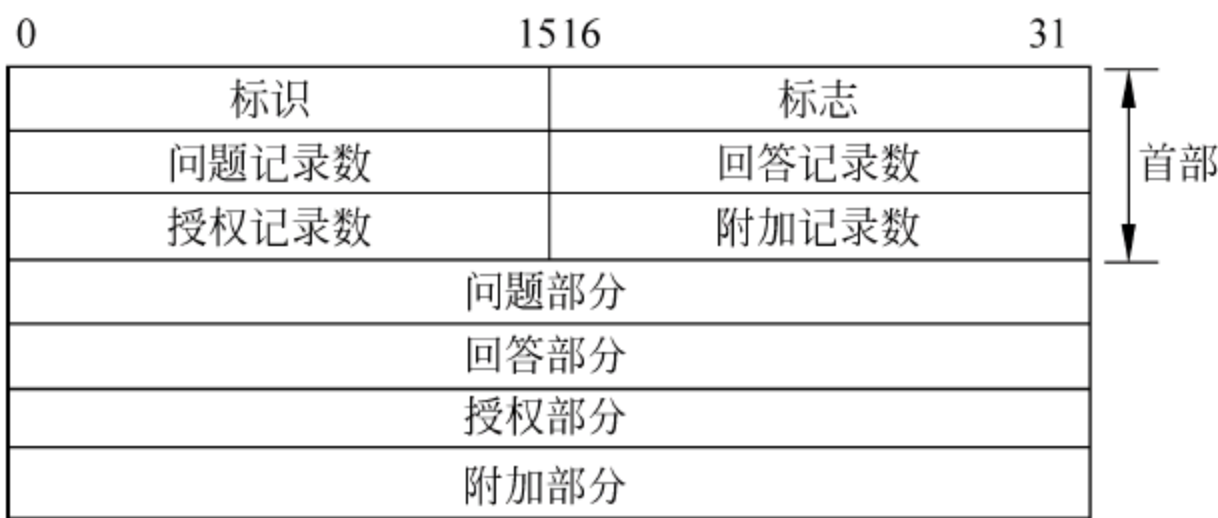 0 15 16 31
标识 标志
问题记录数 回答记录数
首部
授权记录数 附加记录数
问题部分
回答部分
授权部分
附加部分